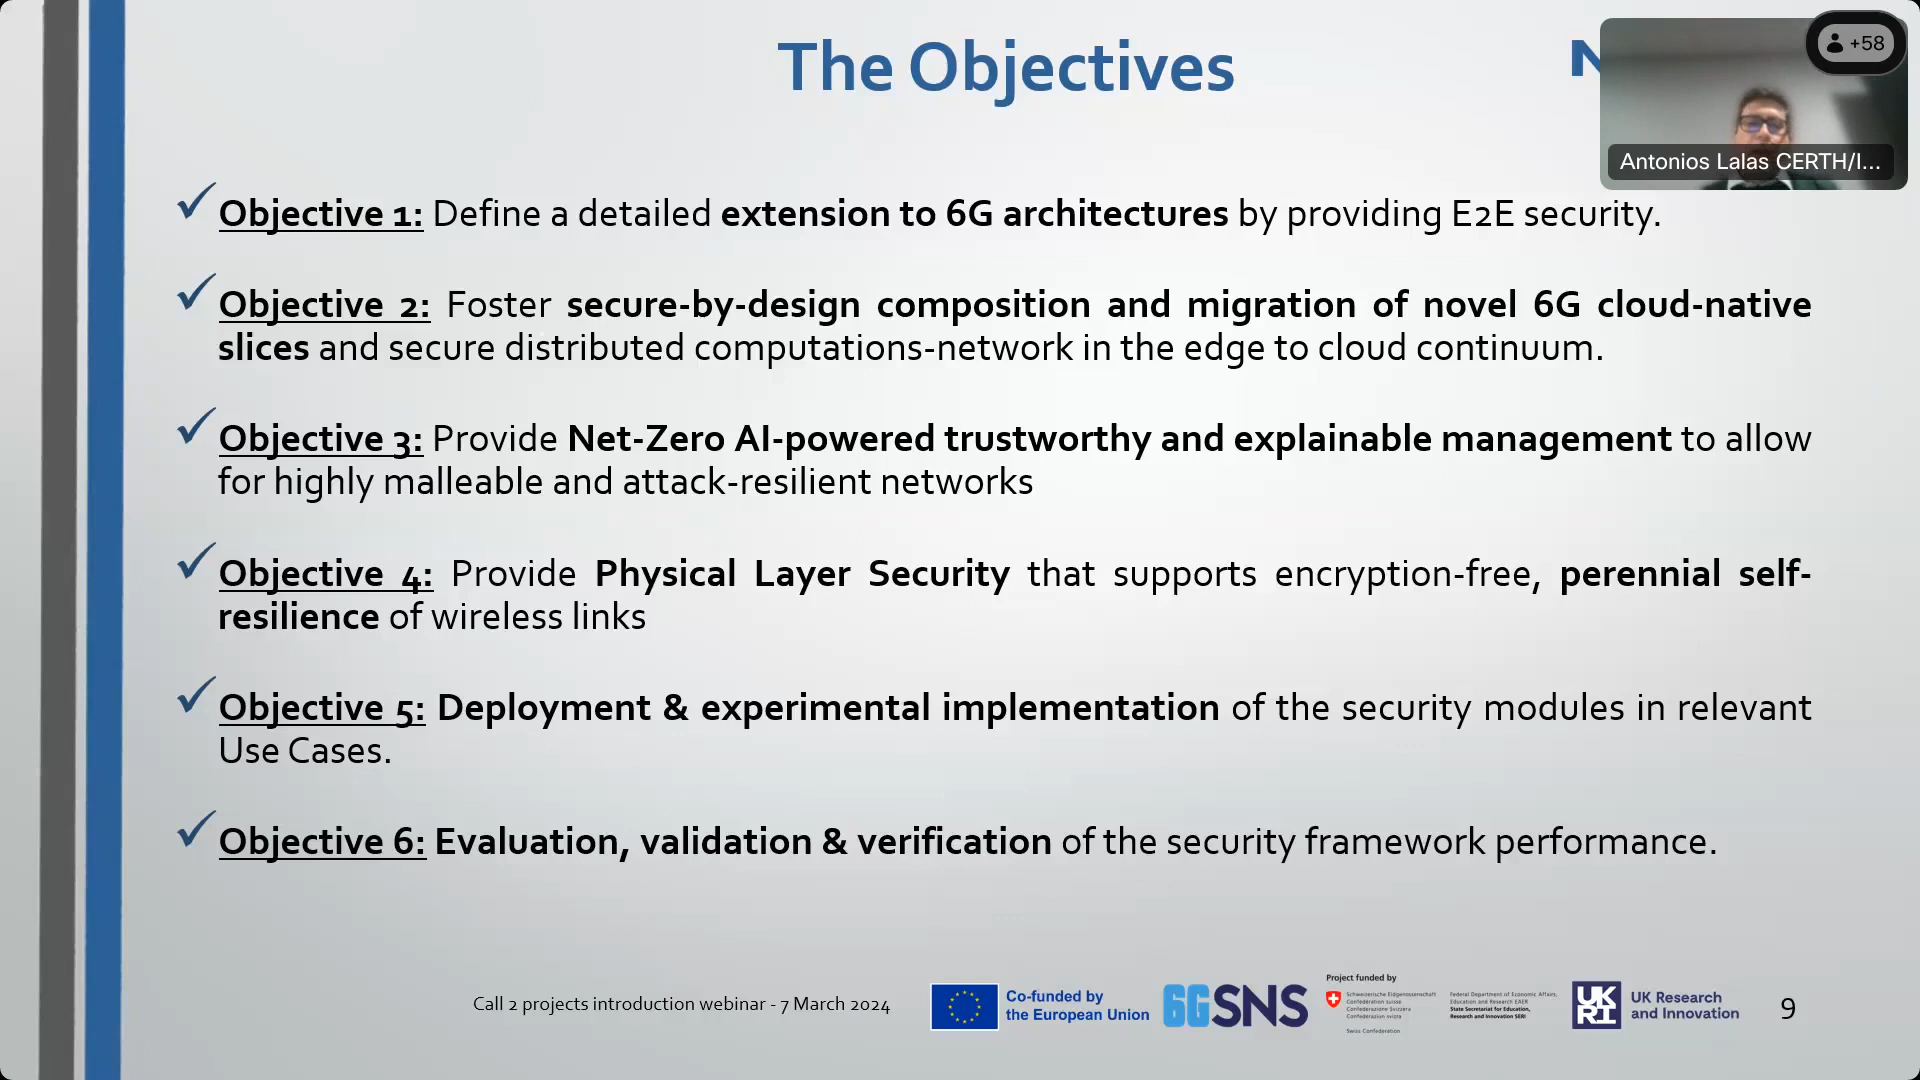 The Objectives
N
+58
Antonios Lalas CERTH/I...
Objective 1: Define a detailed extension to 6G architectures by providing E2E security.
Objective 2: Foster secure-by-design composition and migration of novel 6G cloud-native
slices and secure distributed computations-network in the edge to cloud continuum.
Objective 3: Provide Net-Zero AI-powered trustworthy and explainable management to allow
for highly malleable and attack-resilient networks
Objective 4: Provide Physical Layer Security that supports encryption-free, perennial self-
resilience of wireless links
Objective 5: Deployment & experimental implementation of the security modules in relevant
Use Cases.
Objective 6: Evaluation, validation & verification of the security framework performance.
Call 2 projects introduction webinar - 7 March 2024
Co-funded by
the European Union
6GSNS
Project funded by
Schweizerische Eidgenossenschaft
Confédération suisse
Confederazione Svizzera
Confederaziun svizra
Swiss Confederation
Federal Department of Economic Affairs,
Education and Research EAER
State Secretariat for Education,
Research and Innovation SERI
UKRI
UK Research
and Innovation
9